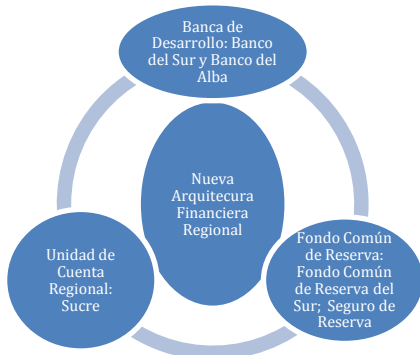 Banca de
Desarrollo: Banco
del Sur y Banco del
Alba
Nueva
Arquitectura
Financiera
Regional
Unidad de
Cuenta
Regional:
Sucre
Fondo Común
de Reserva:
Fondo Común
de Reserva del
Sur; Seguro de
Reserva